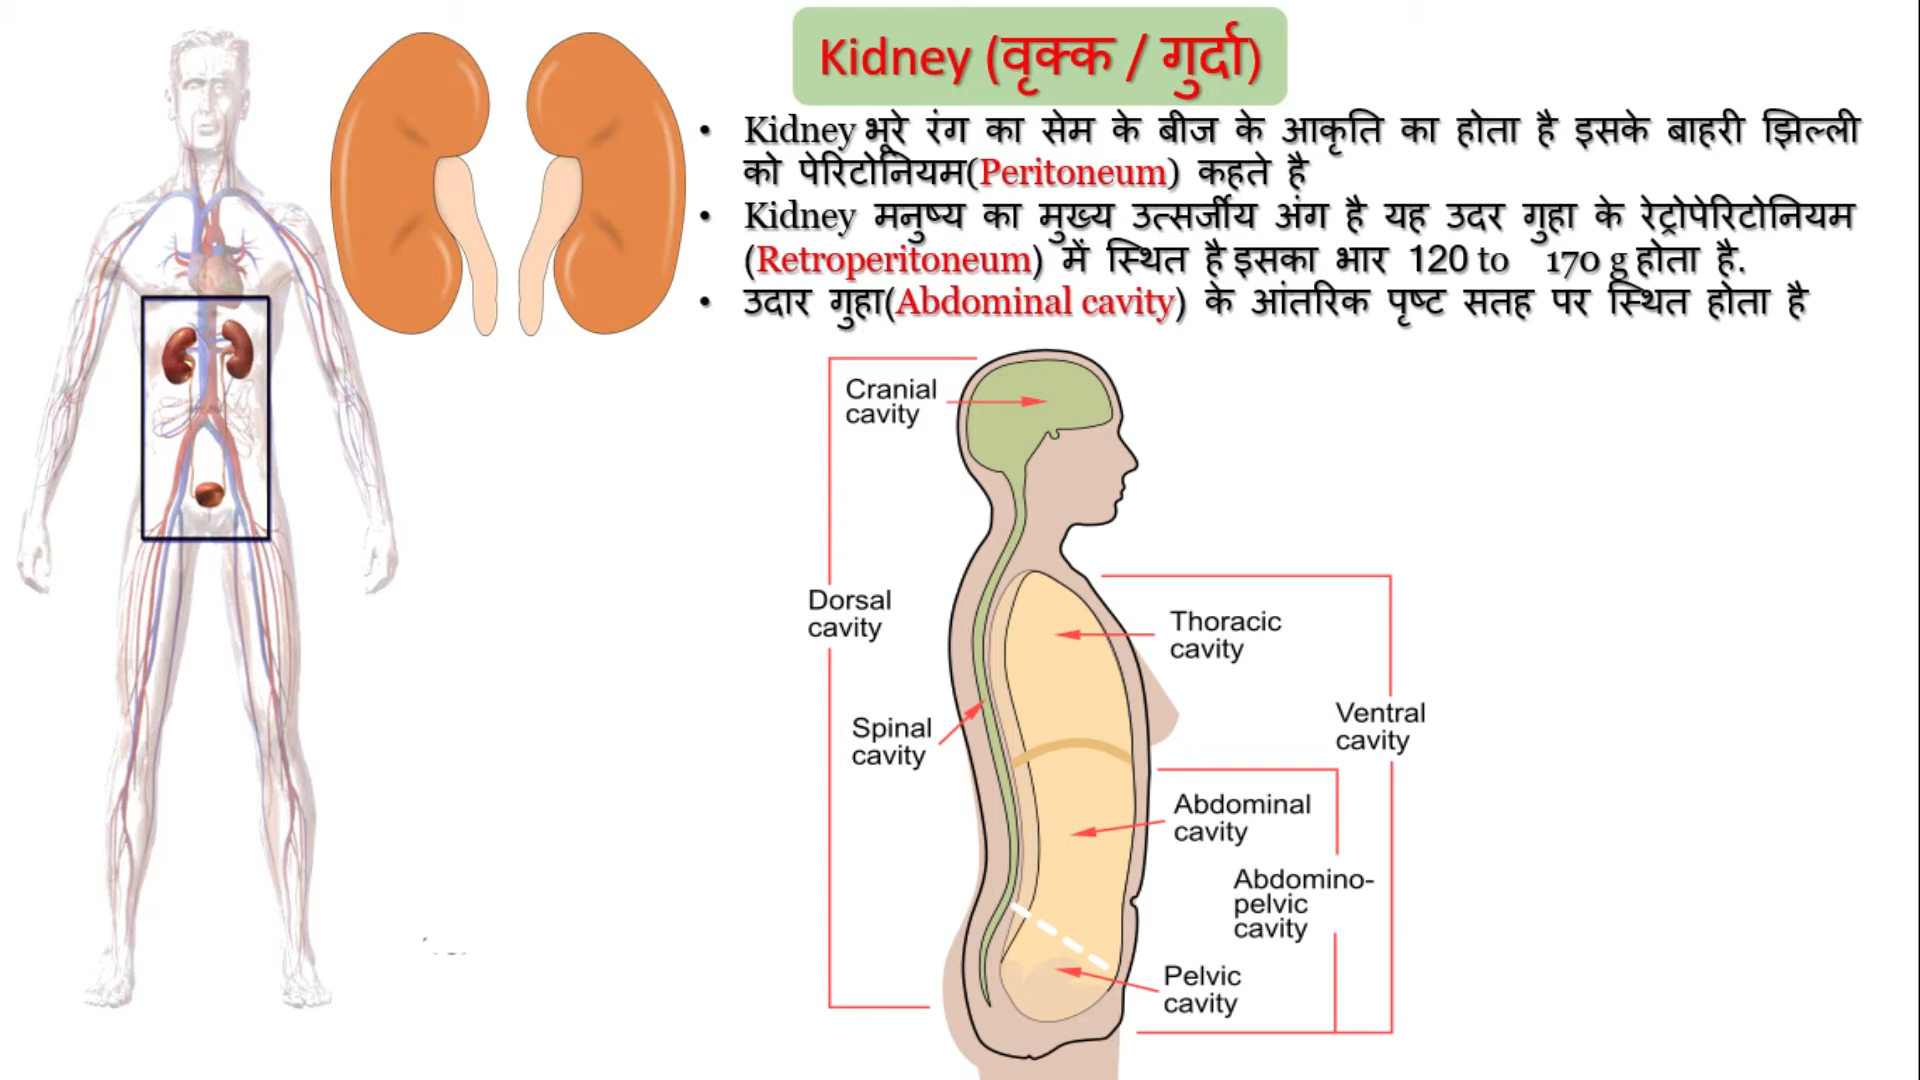 Kidney (वृक्क / गुर्दा)
• Kidney भूरे रंग का सेम के बीज के आकृति का होता है इसके बाहरी झिल्ली
को पेरिटोनियम(Peritoneum) कहते है
• Kidney मनुष्य का मुख्य उत्सर्जीय अंग है यह उदर गुहा के रेट्रोपेरिटोनियम
(Retroperitoneum) में स्थित है इसका भार 120 to 170 g होता है.
• उदार गुहा(Abdominal cavity) के आंतरिक पृष्ट सतह पर स्थित होता है
Cranial
cavity
Dorsal
cavity
Thoracic
cavity
Spinal
cavity
Ventral
cavity
Abdominal
cavity
Abdomino-
pelvic
cavity
Pelvic
cavity